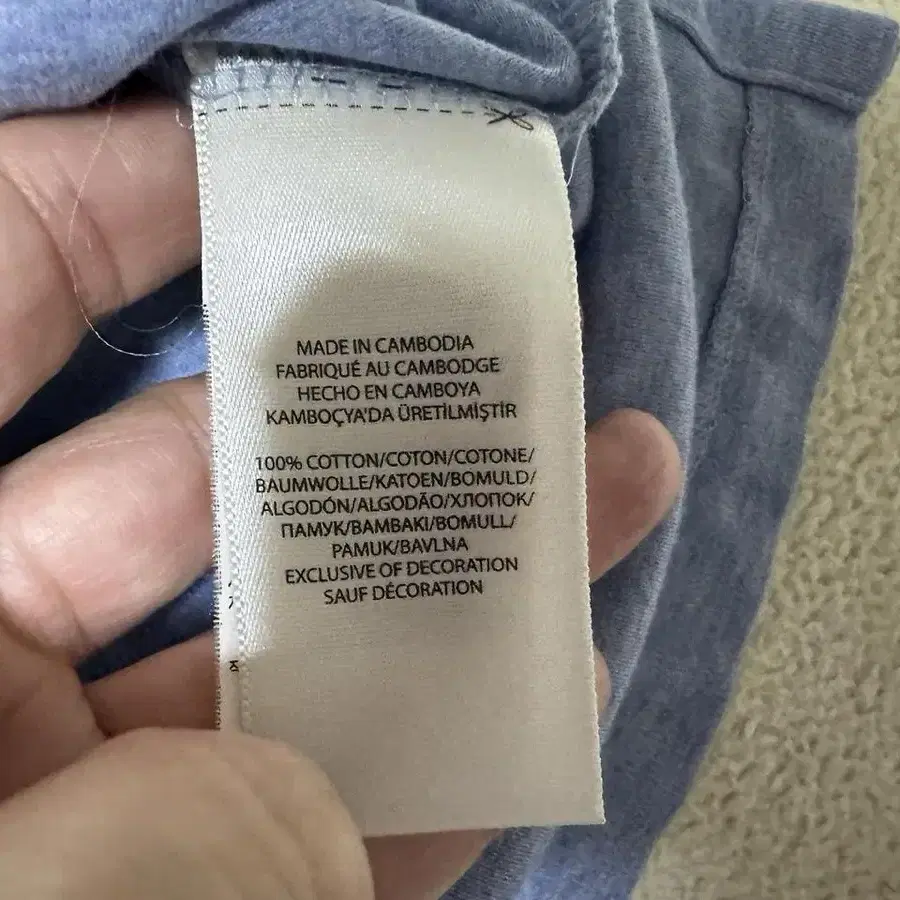 MADE IN CAMBODIA
FABRIQUÉ AU CAMBODGE
HECHO EN CAMBOYA
KAMBOÇYA'DA ÜRETİLMİŞTİR
100% COTTON/COTON/COTONE/
BAUMWOLLE/KATOEN/BOMULD/
ALGODÓN/ALGODÃO/ХЛОПОК/
ПАМУК/BAMBAKI/BOMULL/
PAMUK/BAVLNA
EXCLUSIVE OF DECORATION
SAUF DÉCORATION